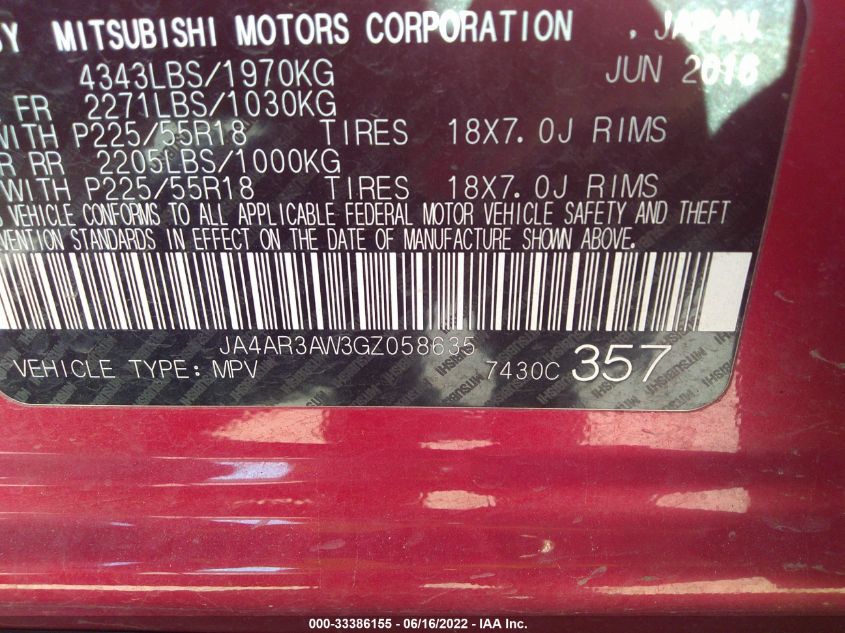 BY MITSUBISHI MOTORS CORPORATION , JAPAN.
4343LBS/1970KG JUN 2016
FR 2271LBS/1030KG
WITH P225/55R18 TIRES 18X7.0J RIMS
RR 2205LBS/1000KG
WITH P225/55R18 TIRES 18X7.0J RIMS
VEHICLE CONFORMS TO ALL APPLICABLE FEDERAL MOTOR VEHICLE SAFETY AND THEFT
VENTION STANDARDS IN EFFECT ON THE DATE OF MANUFACTURE SHOWN ABOVE.
JA4AR3AW3GZ058635
VEHICLE TYPE: MPV 7430C 357
000-33386155 - 06/16/2022 - IAA Inc.